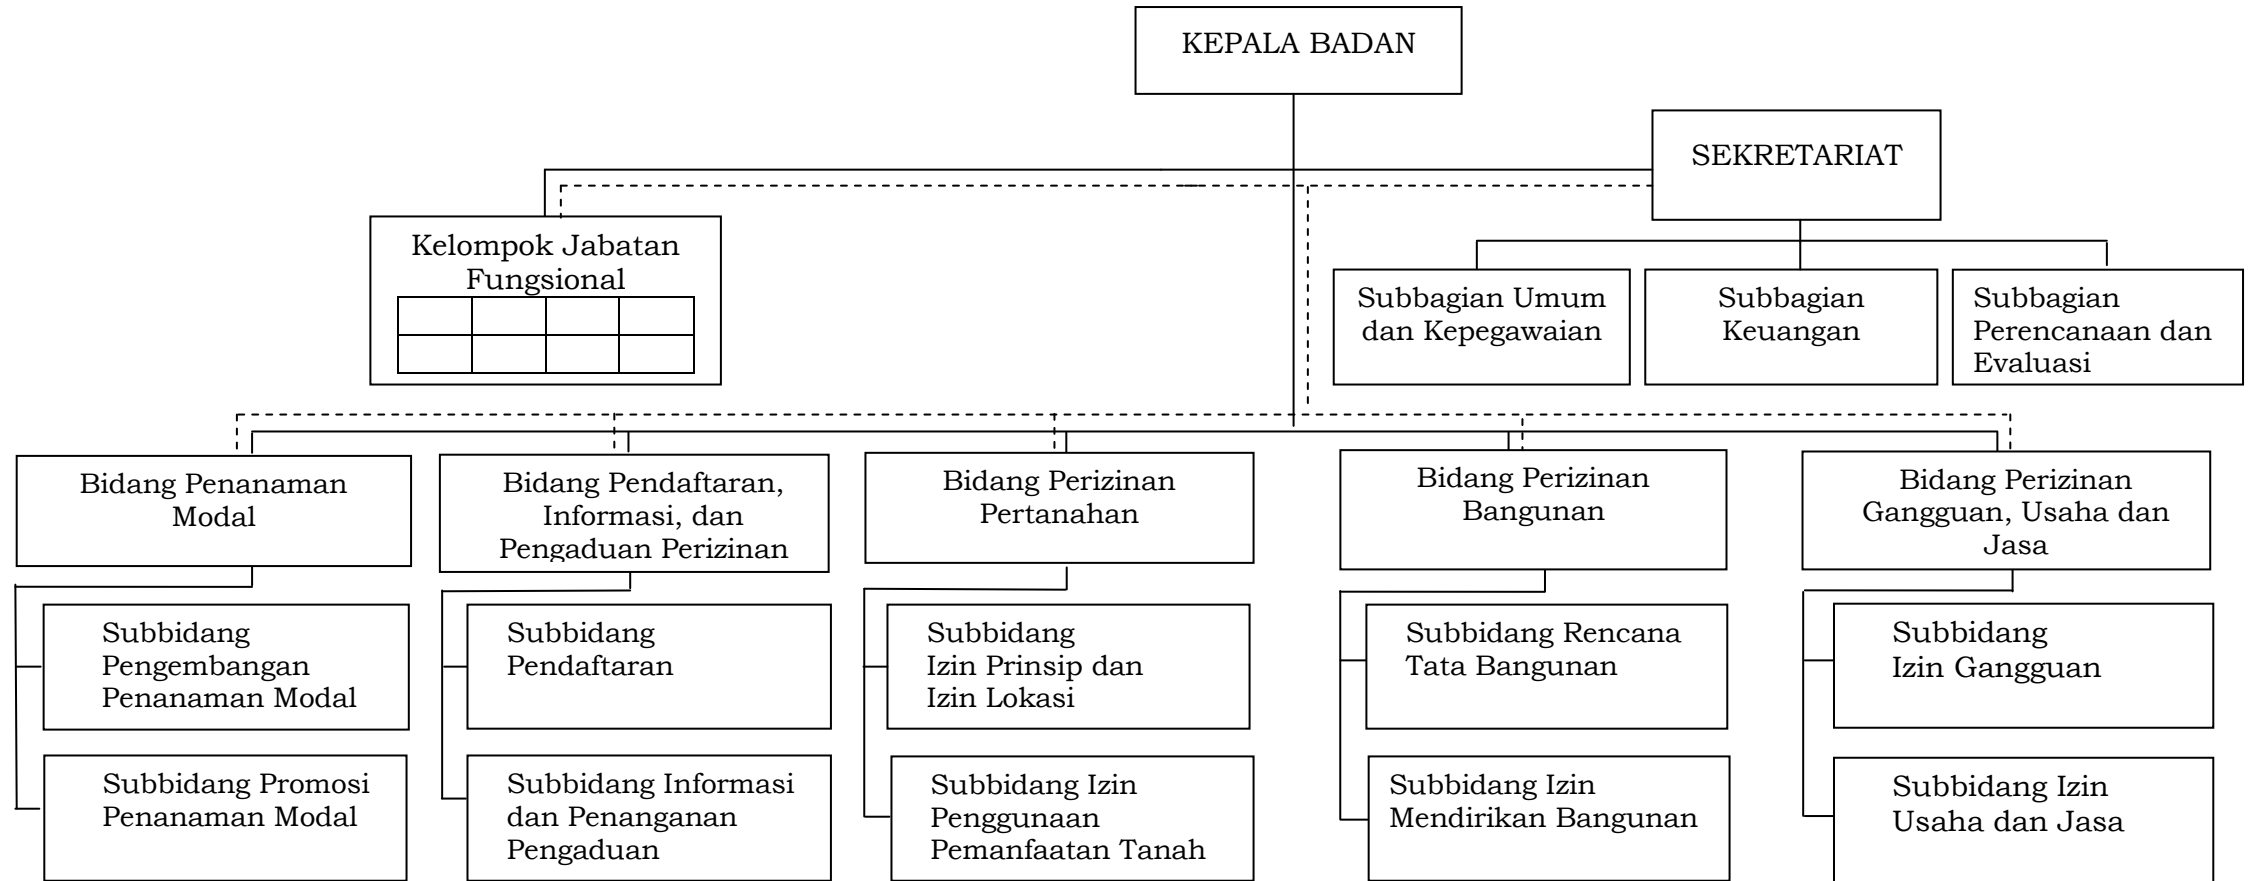 KEPALA BADAN
SEKRETARIAT
Kelompok Jabatan
Fungsional
Subbagian Umum
dan Kepegawaian
Subbagian
Keuangan
Subbagian
Perencanaan dan
Evaluasi
Bidang Penanaman
Modal
Bidang Pendaftaran,
Informasi, dan
Pengaduan Perizinan
Bidang Perizinan
Pertanahan
Bidang Perizinan
Bangunan
Bidang Perizinan
Gangguan, Usaha dan
Jasa
Subbidang
Pengembangan
Penanaman Modal
Subbidang
Pendaftaran
Subbidang
Izin Prinsip dan
Izin Lokasi
Subbidang Rencana
Tata Bangunan
Subbidang
Izin Gangguan
Subbidang Promosi
Penanaman Modal
Subbidang Informasi
dan Penanganan
Pengaduan
Subbidang Izin
Penggunaan
Pemanfaatan Tanah
Subbidang Izin
Mendirikan Bangunan
Subbidang Izin
Usaha dan Jasa